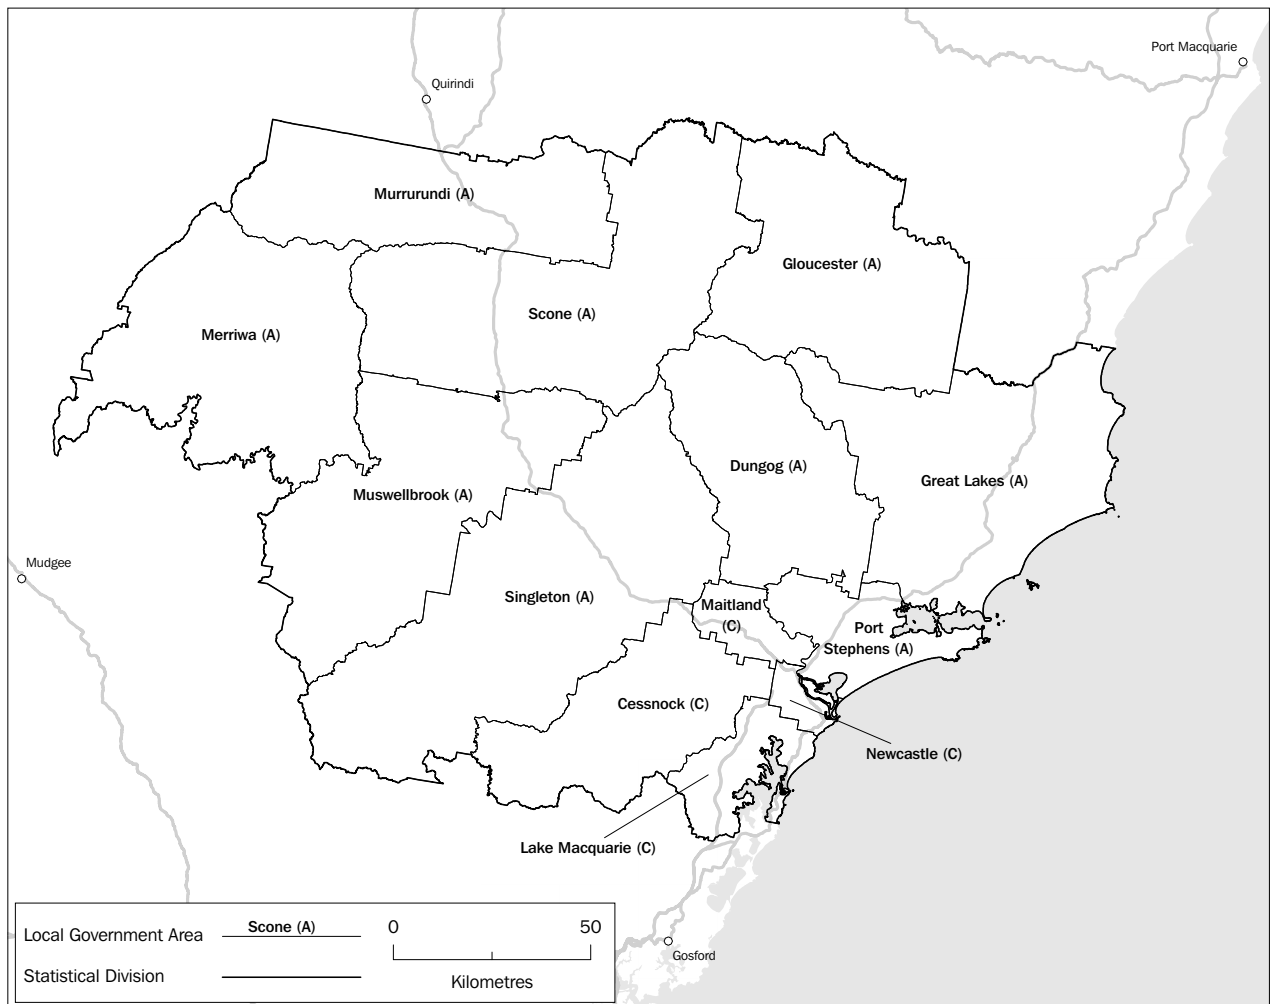 Port Macquarie
Quirindi
Murrurundi (A)
Gloucester (A)
Scone (A)
Merriwa (A)
Dungog (A)
Great Lakes (A)
Muswellbrook (A)
Mudgee
Singleton (A)
Maitland
(C)
Port
Stephens (A)
Cessnock (C)
Newcastle (C)
Lake Macquarie (C)
Local Government Area
Scone (A)
0
50
Kilometres
Statistical Division
Gosford